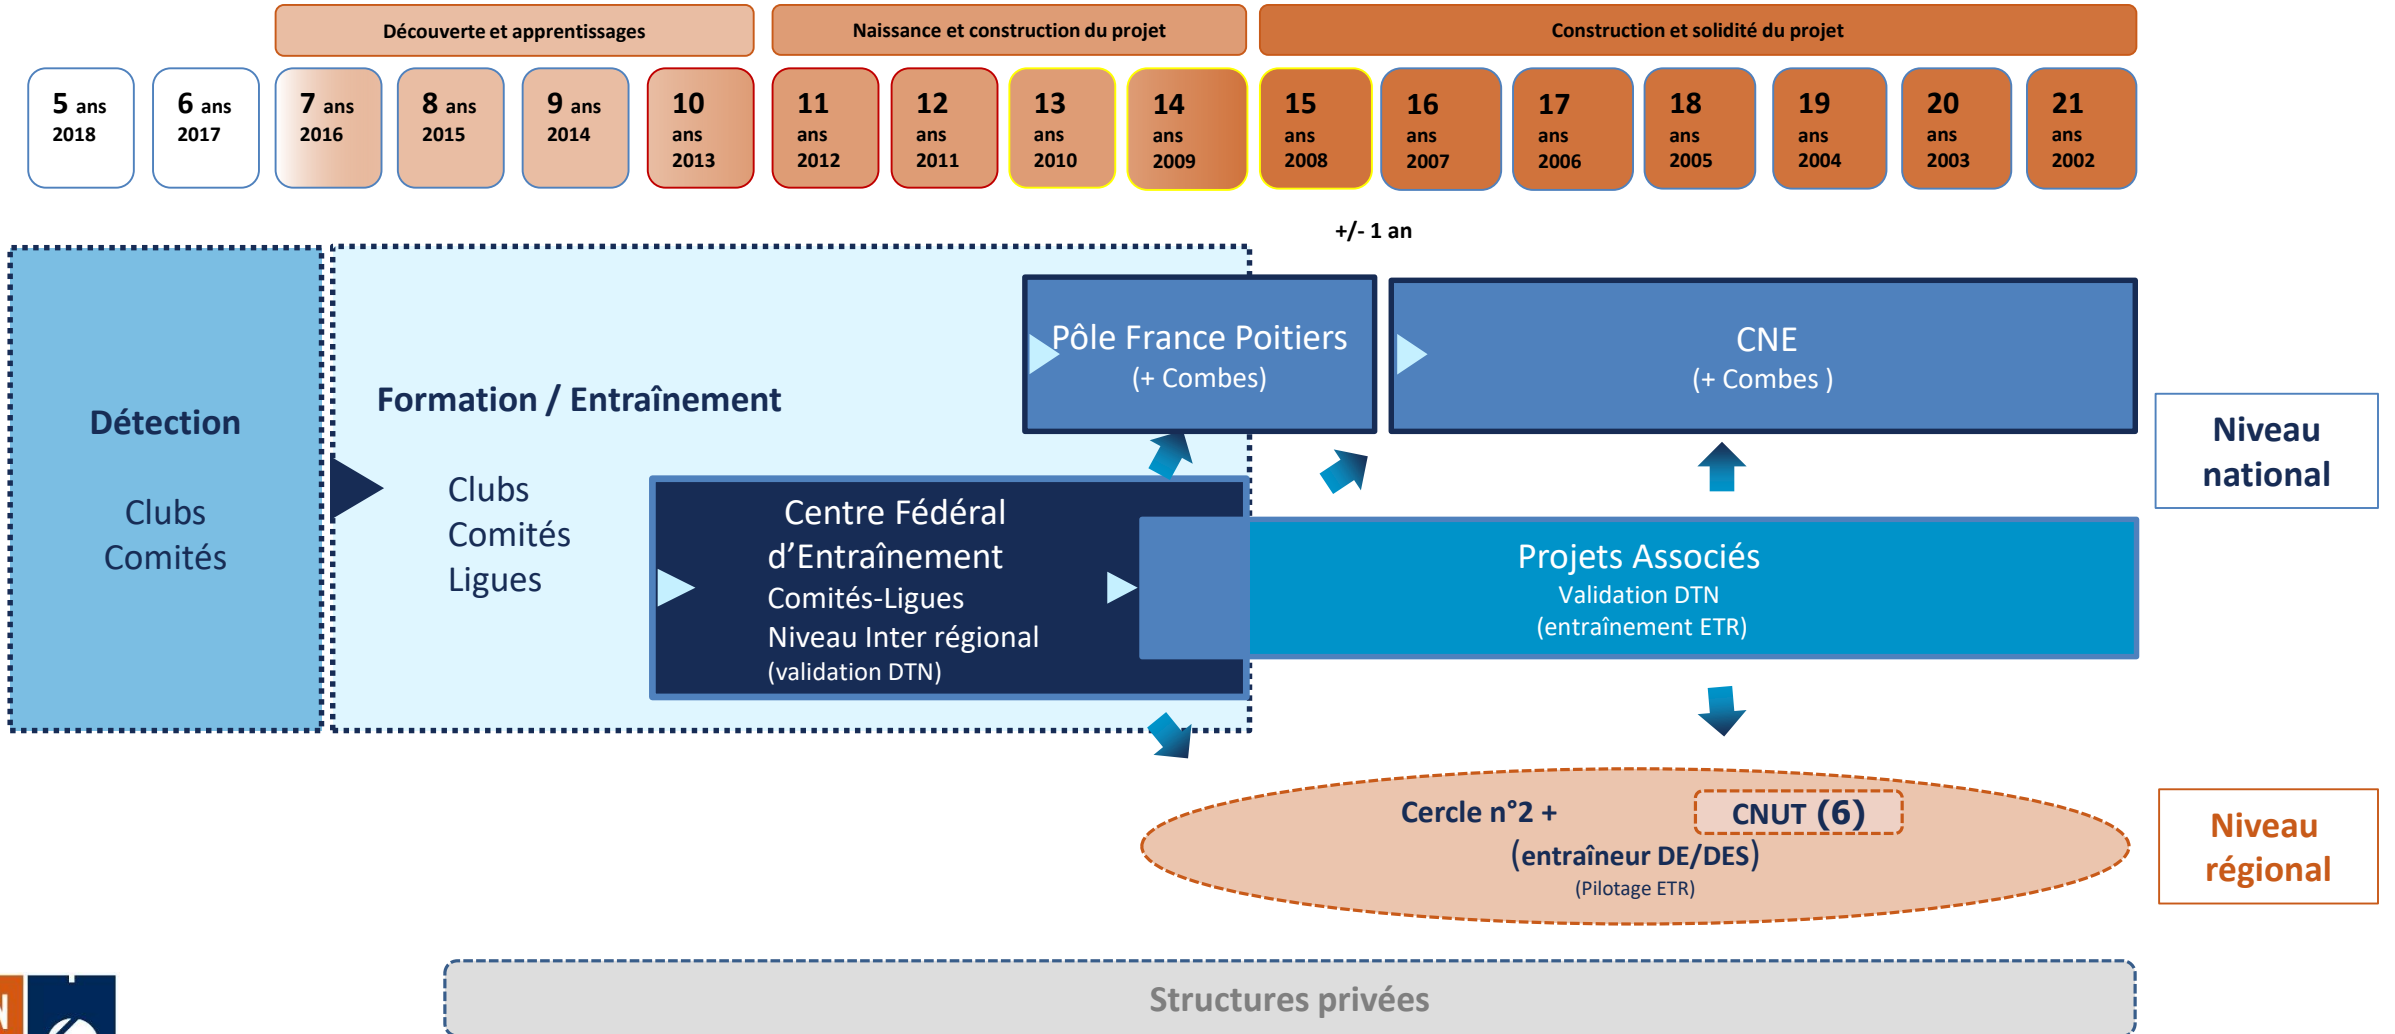 Découverte et apprentissages
Naissance et construction du projet
Construction et solidité du projet
5 ans
2018
6 ans
2017
7 ans
2016
8 ans
2015
9 ans
2014
10
ans
2013
11
ans
2012
12
ans
2011
13
ans
2010
14
ans
2009
15
ans
2008
16
ans
2007
17
ans
2006
18
ans
2005
19
ans
2004
20
ans
2003
21
ans
2002
+/- 1 an
Détection
Clubs
Comités
Formation / Entraînement
Clubs
Comités
Ligues
Pôle France Poitiers
(+ Combes)
CNE
(+ Combes )
Niveau
national
Centre Fédéral
d’Entraînement
Comités-Ligues
Niveau Inter régional
(validation DTN)
Projets Associés
Validation DTN
(entraînement ETR)
Cercle n°2 +
CNUT (6)
(entraîneur DE/DES)
(Pilotage ETR)
Niveau
régional
Structures privées